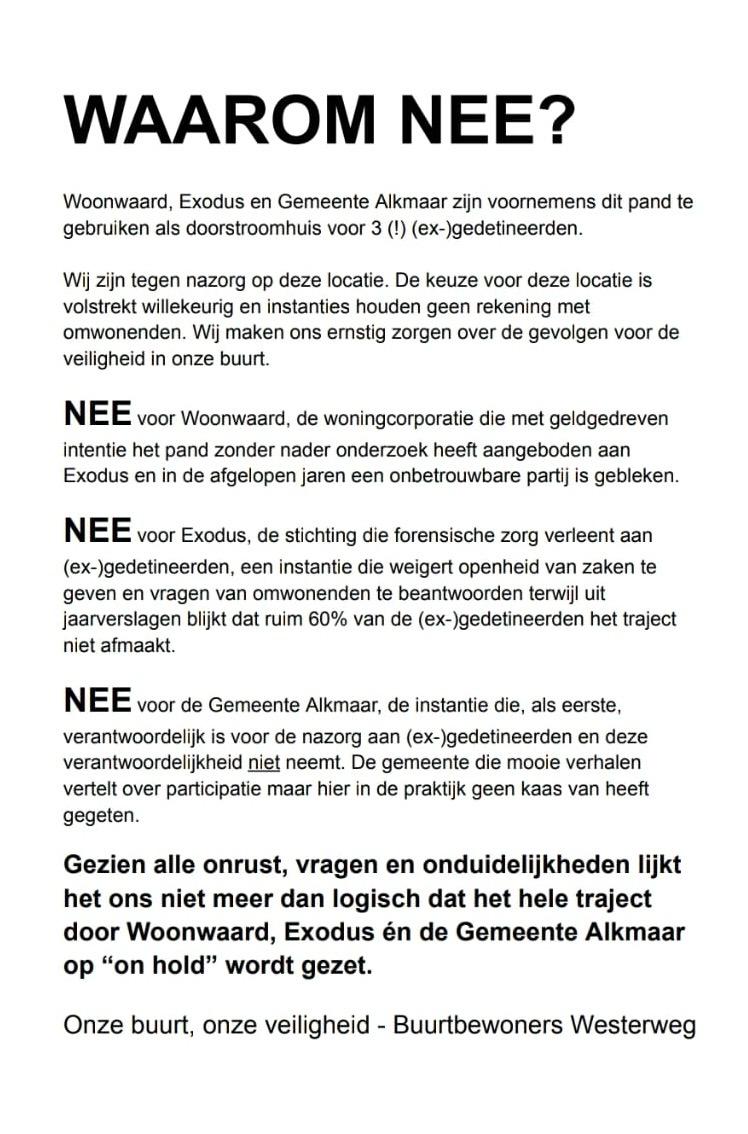 WAAROM NEE?
Woonwaard, Exodus en Gemeente Alkmaar zijn voornemens dit pand te
gebruiken als doorstroomhuis voor 3 (!) (ex-)gedetineerden.
Wij zijn tegen nazorg op deze locatie. De keuze voor deze locatie is
volstrekt willekeurig en instanties houden geen rekening met
omwonenden. Wij maken ons ernstig zorgen over de gevolgen voor de
veiligheid in onze buurt.
NEE voor Woonwaard, de woningcorporatie die met geldgedreven
intentie het pand zonder nader onderzoek heeft aangeboden aan
Exodus en in de afgelopen jaren een onbetrouwbare partij is gebleken.
NEE voor Exodus, de stichting die forensische zorg verleent aan
(ex-)gedetineerden, een instantie die weigert openheid van zaken te
geven en vragen van omwonenden te beantwoorden terwijl uit
jaarverslagen blijkt dat ruim 60% van de (ex-)gedetineerden het traject
niet afmaakt.
NEE voor de Gemeente Alkmaar, de instantie die, als eerste,
verantwoordelijk is voor de nazorg aan (ex-)gedetineerden en deze
verantwoordelijkheid niet neemt. De gemeente die mooie verhalen
vertelt over participatie maar hier in de praktijk geen kaas van heeft
gegeten.
Gezien alle onrust, vragen en onduidelijkheden lijkt
het ons niet meer dan logisch dat het hele traject
door Woonwaard, Exodus én de Gemeente Alkmaar
op “on hold” wordt gezet.
Onze buurt, onze veiligheid - Buurtbewoners Westerweg